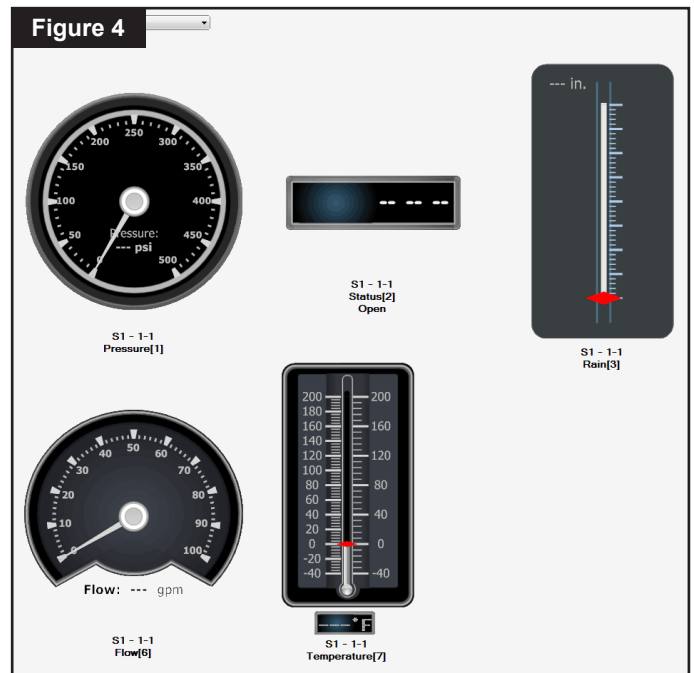 Figure 4
0
50
100
150
200
250
300
350
400
450
500
Pressure:
--- psi
S1 - 1-1
Pressure[1]
-- -- --
S1 - 1-1
Status[2]
Open
--- in.
S1 - 1-1
Rain[3]
0
10
20
30
40
50
60
70
80
90
100
Flow: --- gpm
S1 - 1-1
Flow[6]
200 200
180
160 160
140
120 120
100
80 80
60
40 40
20
0 0
-20
-40 -40
---°F
S1 - 1-1
Temperature[7]